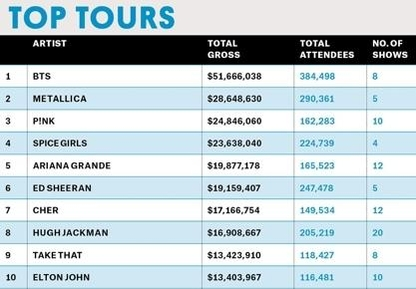 TOP TOURS
ARTIST TOTAL GROSS TOTAL ATTENDEES NO. OF SHOWS
1 BTS $51,666,038 384,498 8
2 METALLICA $28,648,630 290,361 5
3 P!NK $24,846,060 162,283 10
4 SPICE GIRLS $23,638,040 224,739 4
5 ARIANA GRANDE $19,877,178 165,523 12
6 ED SHEERAN $19,159,407 247,478 5
7 CHER $17,166,754 149,534 12
8 HUGH JACKMAN $16,908,667 205,219 20
9 TAKE THAT $13,423,910 118,427 8
10 ELTON JOHN $13,403,967 116,481 10